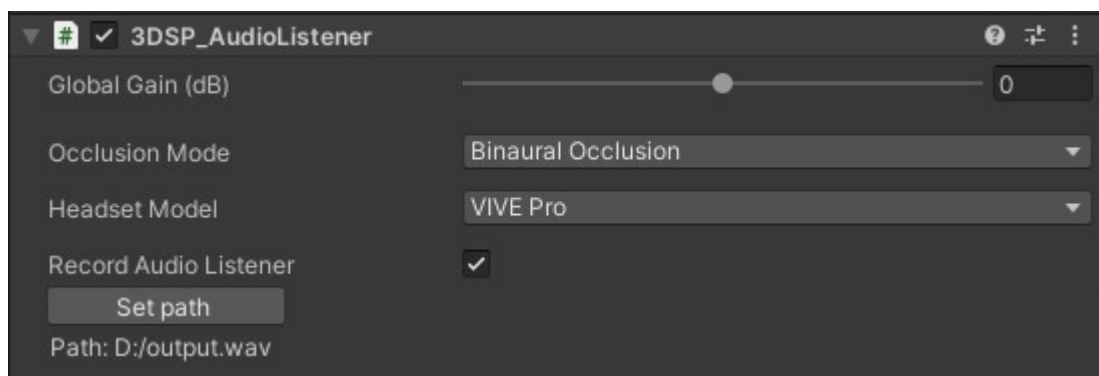 # 3DSP_AudioListener
Global Gain (dB) 0
Occlusion Mode Binaural Occlusion
Headset Model VIVE Pro
Record Audio Listener
Set path
Path: D:/output.wav